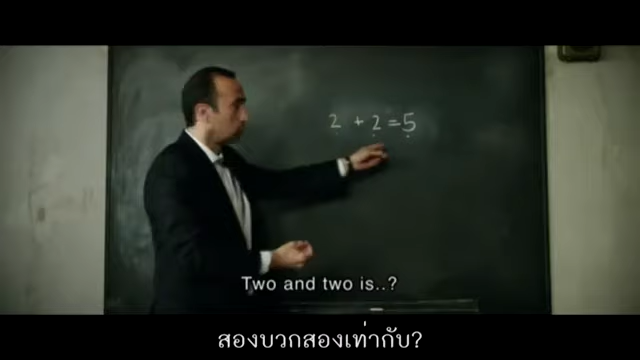 2 + 2 = 5
Two and two is..?
สองบวกสองเท่ากับ?